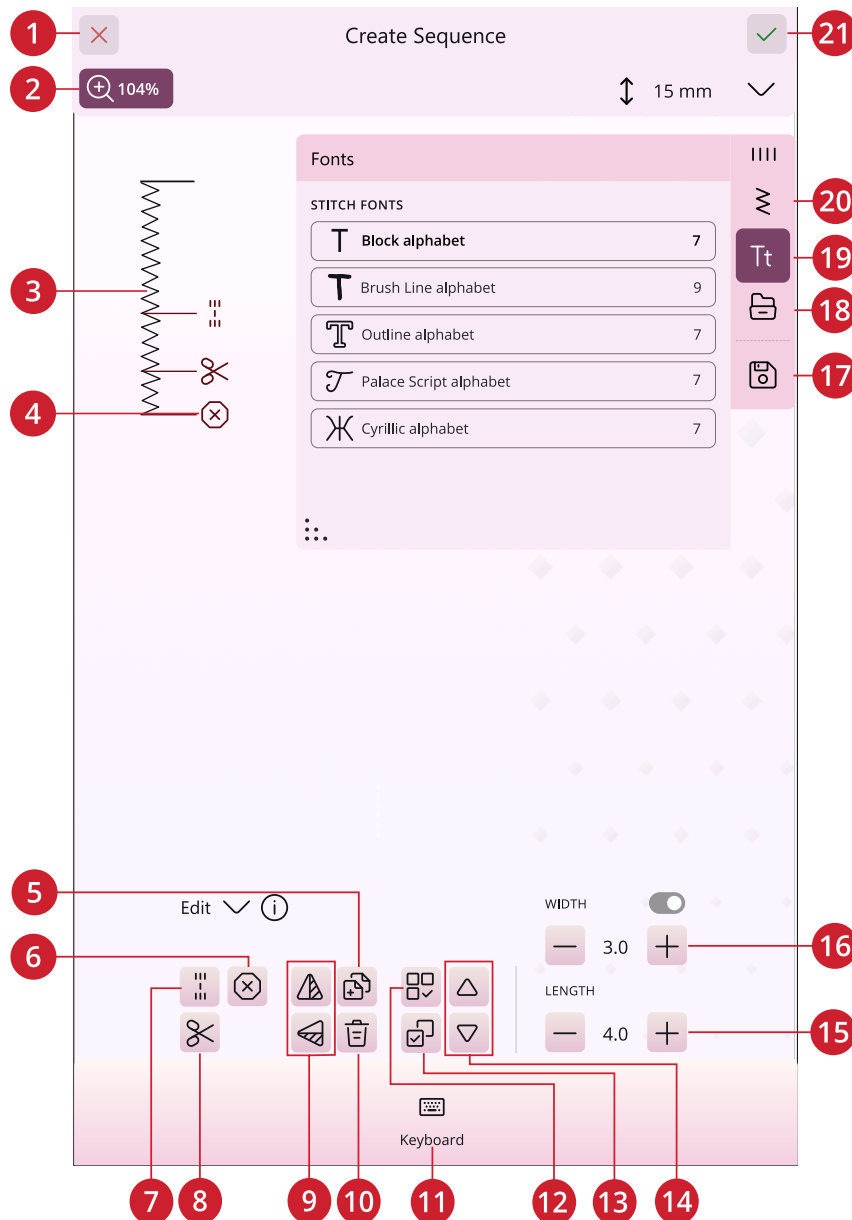 1
Create Sequence
21
2
104%
15 mm
Fonts
STITCH FONTS
T Block alphabet 7
20
T Brush Line alphabet 9
Tt
19
3
T Outline alphabet 7
18
T Palace Script alphabet 7
17
4
Ж Cyrillic alphabet 7
5
Edit
i
WIDTH
6
3.0
16
LENGTH
4.0
15
Keyboard
7
8
9
10
11
12
13
14